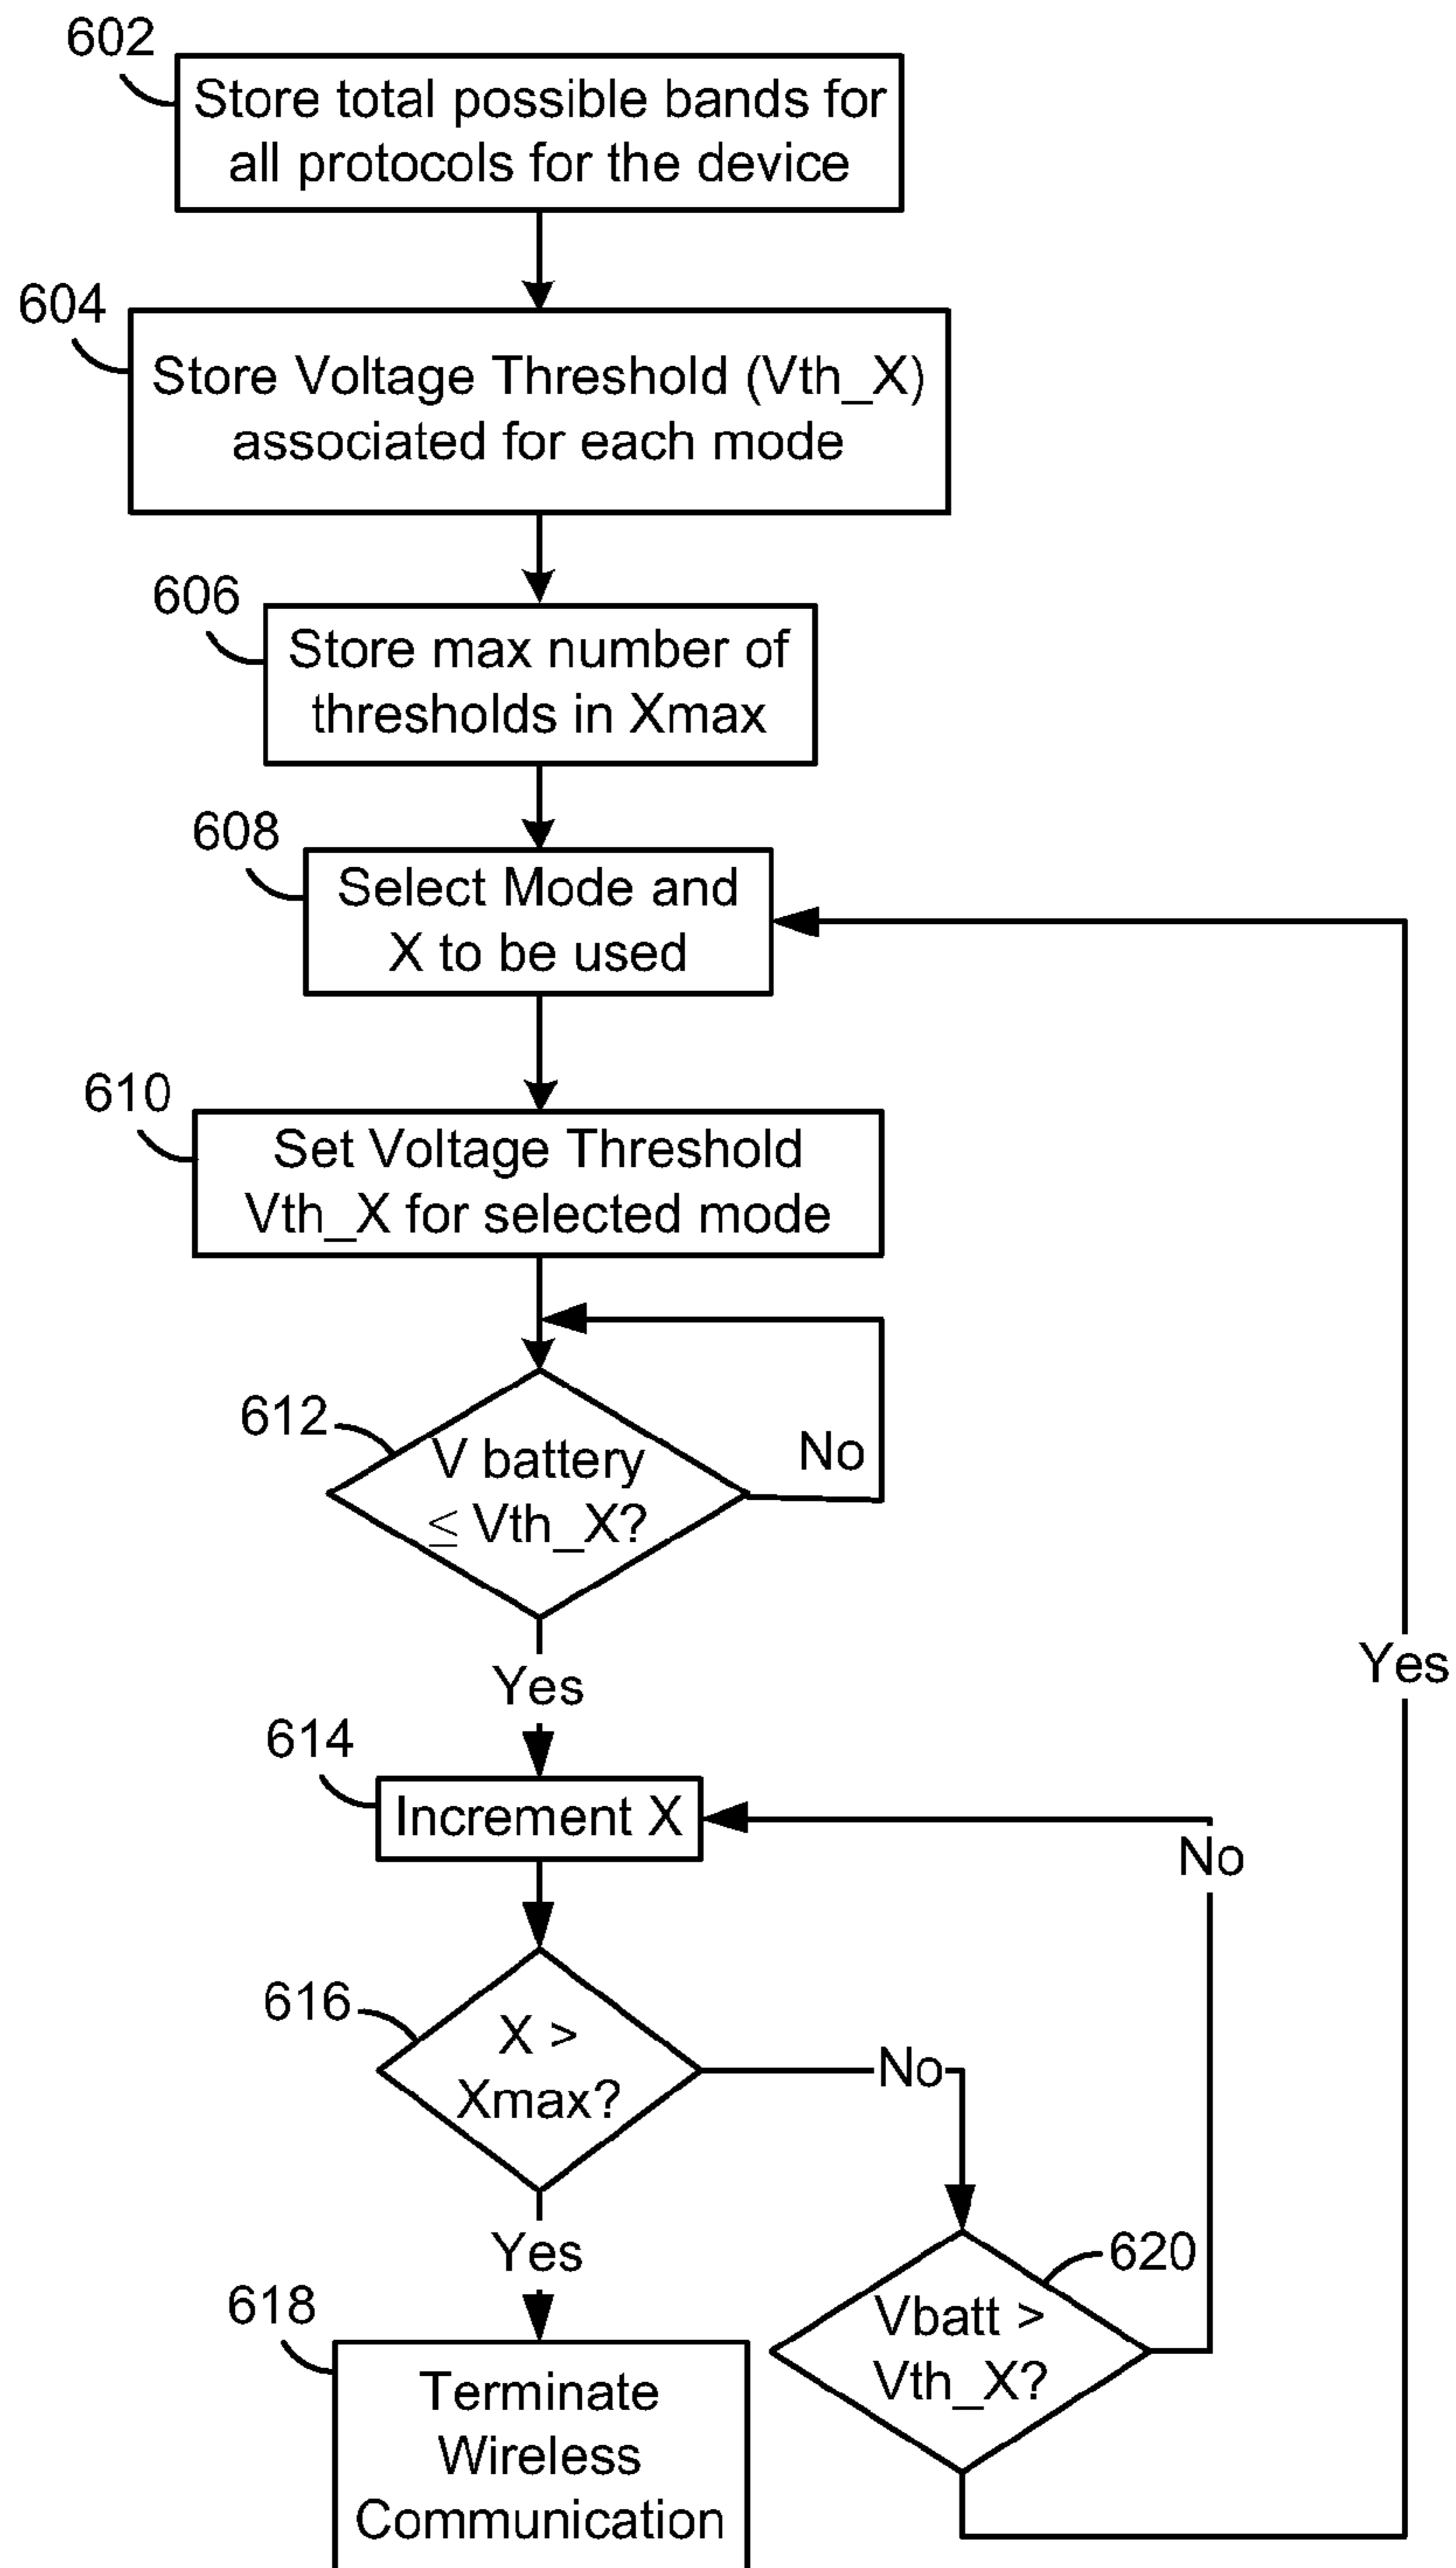 602
Store total possible bands for
all protocols for the device
604
Store Voltage Threshold (Vth_X)
associated for each mode
606
Store max number of
thresholds in Xmax
608
Select Mode and
X to be used
610
Set Voltage Threshold
Vth_X for selected mode
612
V battery
≤ Vth_X?
No
Yes
Yes
614
Increment X
No
616
X >
Xmax?
No
Yes
620
Vbatt >
Vth_X?
618
Terminate
Wireless
Communication